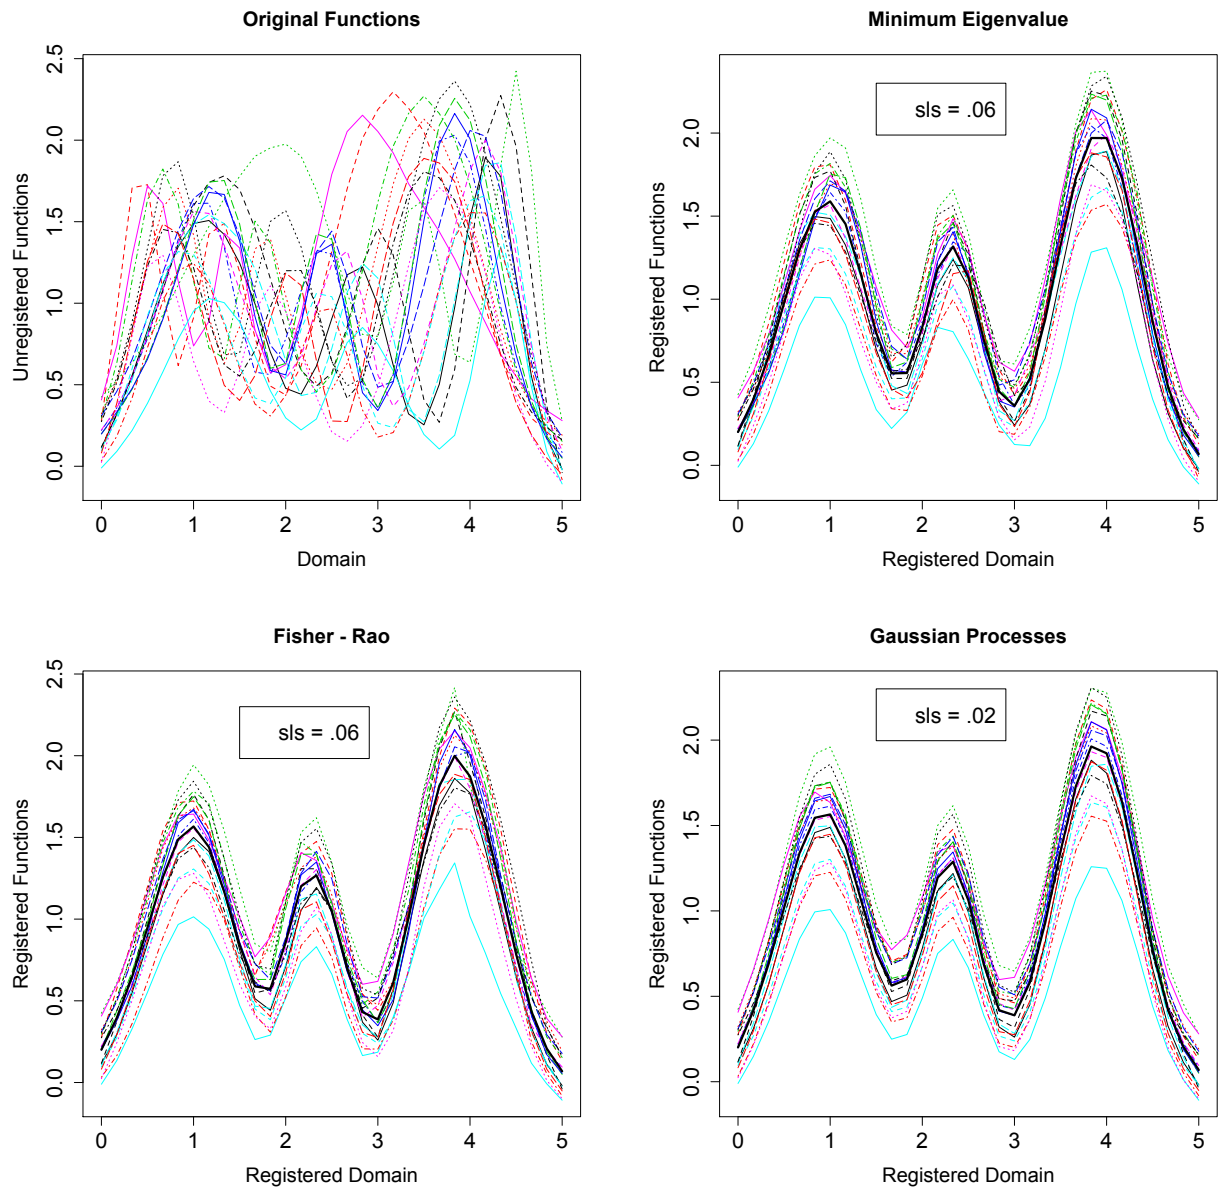 Original Functions
Unregistered Functions
0.0 0.5 1.0 1.5 2.0 2.5
0 1 2 3 4 5
Domain
Minimum Eigenvalue
sls = .06
Registered Functions
0.0 0.5 1.0 1.5 2.0
0 1 2 3 4 5
Registered Domain
Fisher - Rao
sls = .06
Registered Functions
0.0 0.5 1.0 1.5 2.0 2.5
0 1 2 3 4 5
Registered Domain
Gaussian Processes
sls = .02
Registered Functions
0.0 0.5 1.0 1.5 2.0
0 1 2 3 4 5
Registered Domain